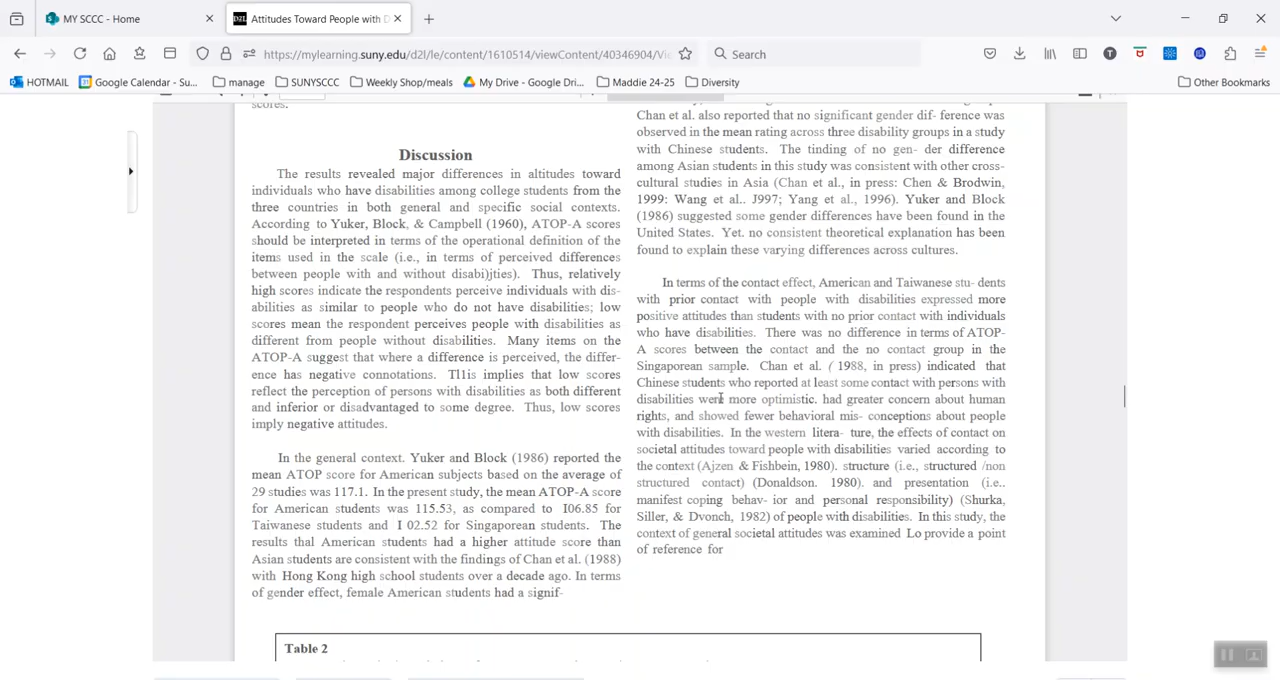 MY SCCC - Home
Attitudes Toward People with D
https://mylearning.suny.edu/d2l/le/content/1610514/viewContent/40346904/Vi
Search
HOTMAIL
Google Calendar - Su...
manage
SUNYSCCC
Weekly Shop/meals
My Drive - Google Dri...
Maddie 24-25
Diversity
Other Bookmarks
scores.
Discussion
The results revealed major differences in altitudes toward
individuals who have disabilities among college students from the
three countries in both general and specific social contexts.
According to Yuker, Block, & Campbell (1960), ATOP-A scores
should be interpreted in terms of the operational definition of the
items used in the scale (i.e., in terms of perceived differences
between people with and without disabi)jties). Thus, relatively
high scores indicate the respondents perceive individuals with dis-
abilities as similar to people who do not have disabilities; low
scores mean the respondent perceives people with disabilities as
different from people without disabilities. Many items on the
ATOP-A suggest that where a difference is perceived, the differ-
ence has negative connotations. Tl1is implies that low scores
reflect the perception of persons with disabilities as both different
and inferior or disadvantaged to some degree. Thus, low scores
imply negative attitudes.
In the general context. Yuker and Block (1986) reported the
mean ATOP score for American subjects based on the average of
29 studies was 117.1. In the present study, the mean ATOP-A score
for American students was 115.53, as compared to I06.85 for
Taiwanese students and I 02.52 for Singaporean students. The
results thal American students had a higher attitude score than
Asian students are consistent with the findings of Chan et al. (1988)
with Hong Kong high school students over a decade ago. In terms
of gender effect, female American students had a signif-
Chan et al. also reported that no significant gender dif- ference was
observed in the mean rating across three disability groups in a study
with Chinese students. The tinding of no gen- der difference
among Asian students in this study was consistent with other cross-
cultural studies in Asia (Chan et al., in press: Chen & Brodwin,
1999: Wang et al.. J997; Yang et al., 1996). Yuker and Block
(1986) suggested some gender differences have been found in the
United States. Yet. no consistent theoretical explanation has been
found to explain these varying differences across cultures.
In terms of the contact effect, American and Taiwanese stu- dents
with prior contact with people with disabilities expressed more
positive attitudes than students with no prior contact with individuals
who have disabilities. There was no difference in terms of ATOP-
A scores between the contact and the no contact group in the
Singaporean sample. Chan et al. ( 1988, in press) indicated that
Chinese students who reported at least some contact with persons with
disabilities were more optimistic. had greater concern about human
rights, and showed fewer behavioral mis- conceptions about people
with disabilities. In the western litera- ture, the effects of contact on
societal attitudes toward people with disabilities varied according to
the context (Ajzen & Fishbein, 1980). structure (i.e., structured /non
structured contact) (Donaldson. 1980). and presentation (i.e..
manifest coping behav- ior and personal responsibility) (Shurka,
Siller, & Dvonch, 1982) of people with disabilities. In this study, the
context of general societal attitudes was examined Lo provide a point
of reference for
Table 2